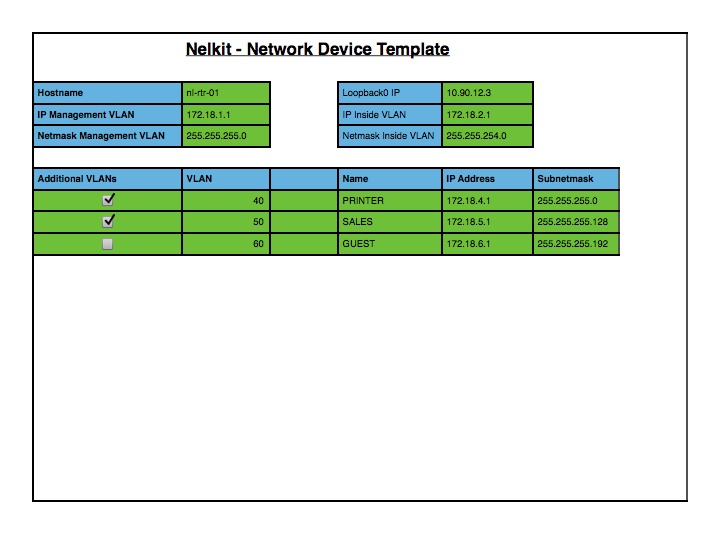 Nelkit - Network Device Template
Hostname nl-rtr-01 Loopback0 IP 10.90.12.3
IP Management VLAN 172.18.1.1 IP Inside VLAN 172.18.2.1
Netmask Management VLAN 255.255.255.0 Netmask Inside VLAN 255.255.254.0
Additional VLANs VLAN Name IP Address Subnetmask
40 PRINTER 172.18.4.1 255.255.255.0
50 SALES 172.18.5.1 255.255.255.128
60 GUEST 172.18.6.1 255.255.255.192